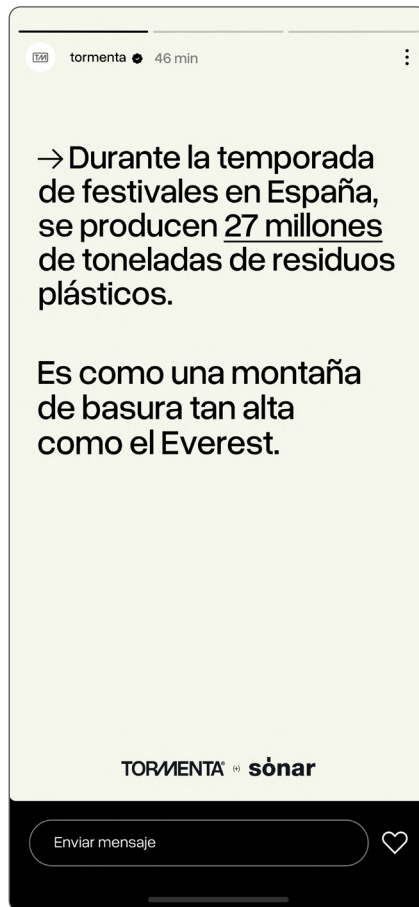 TM
tormenta 46 min
→ Durante la temporada
de festivales en España,
se producen 27 millones
de toneladas de residuos
plásticos.
Es como una montaña
de basura tan alta
como el Everest.
TORMENTA® (+) sónar
Enviar mensaje